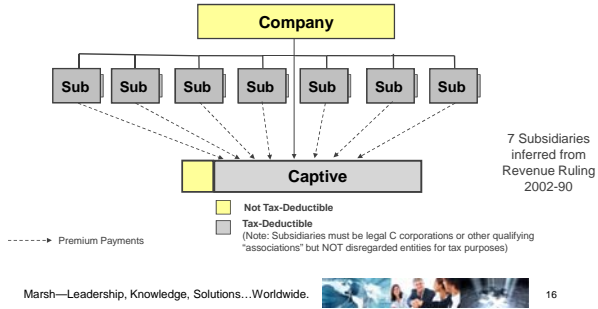 Company
Sub Sub Sub Sub Sub Sub Sub
7 Subsidiaries
inferred from
Revenue Ruling
2002-90
Captive
Not Tax-Deductible
Tax-Deductible
(Note: Subsidiaries must be legal C corporations or other qualifying
“associations” but NOT disregarded entities for tax purposes)
Premium Payments
Marsh—Leadership, Knowledge, Solutions…Worldwide.
16